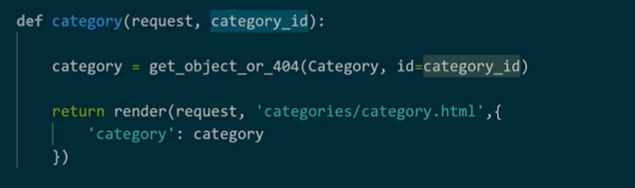 def category(request, category_id):
category = get_object_or_404(Category, id=category_id)
return render(request, 'categories/category.html',{
'category': category
})